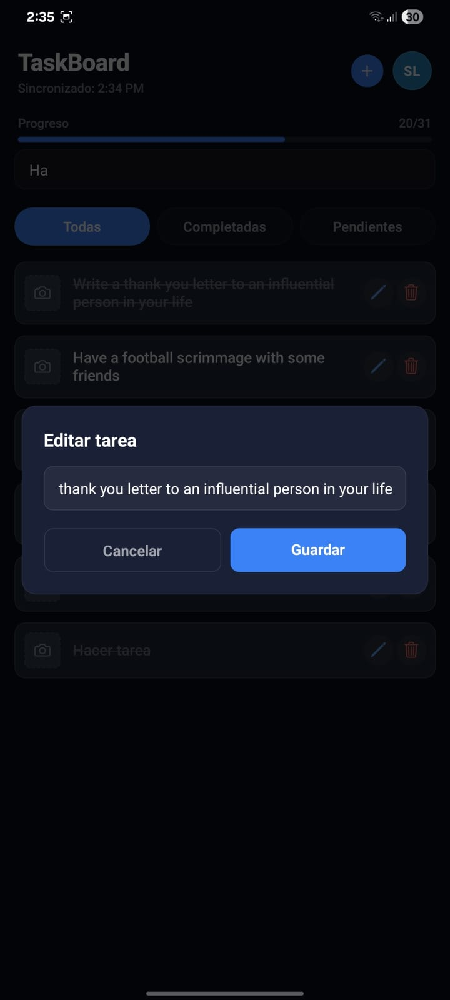 2:35
30
TaskBoard
Sincronizado: 2:34 PM
SL
Progreso
20/31
Ha
Todas
Completadas
Pendientes
Write a thank you letter to an influential
person in your life
Have a football scrimmage with some
friends
Editar tarea
thank you letter to an influential person in your life
Cancelar
Guardar
Hacer tarea